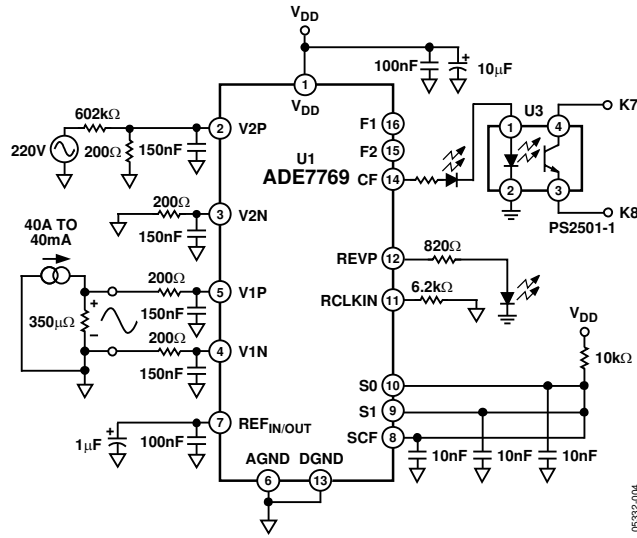 VDD
100nF
10µF
1
VDD
602kΩ
220V
200Ω
150nF
2
V2P
U1
ADE7769
F1
16
F2
15
CF
14
U3
1
4
2
3
K7
K8
PS2501-1
200Ω
150nF
3
V2N
40A TO
40mA
350µΩ
+
−
200Ω
150nF
5
V1P
200Ω
150nF
4
V1N
REVP
12
820Ω
RCLKIN
11
6.2kΩ
VDD
10kΩ
S0
10
S1
9
SCF
8
10nF
10nF
10nF
+
1µF
100nF
7
REFIN/OUT
AGND
DGND
6
13
05332-004